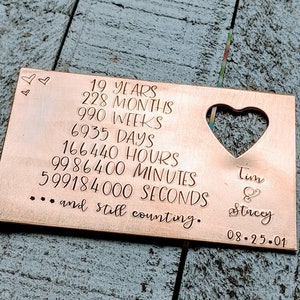 19 YEARS
228 MONTHS
990 WEEKS
6935 DAYS
166440 HOURS
9986400 MINUTES
599184000 SECONDS
...and still counting.
Tim
&
Stacey
08.25.01